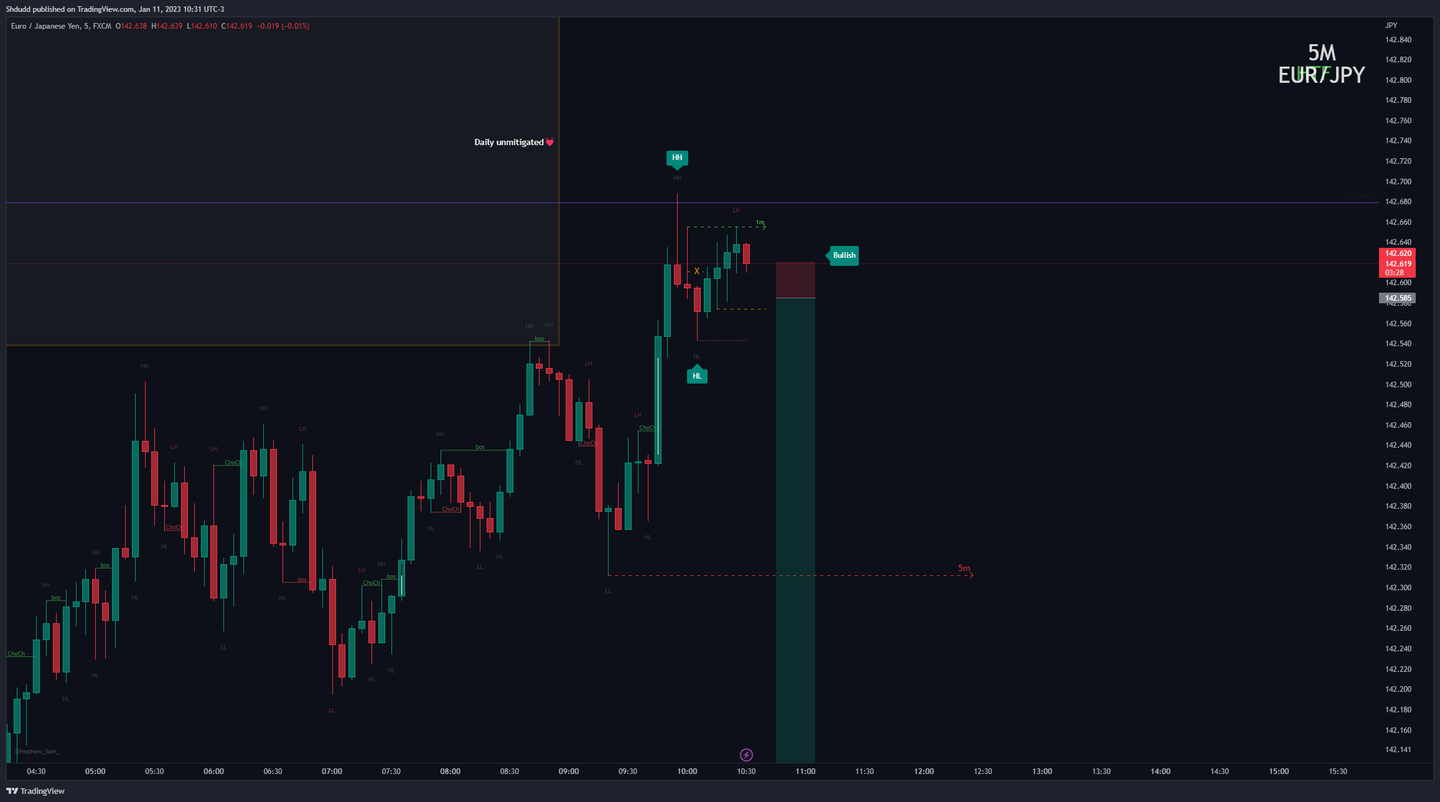 Shdudd published on TradingView.com, Jan 11, 2023 10:31 UTC-3
Euro / Japanese Yen, 5, FXCM O142.638 H142.639 L142.610 C142.619 −0.019 (−0.01%)
JPY
5M
EUR/JPY
HTF
142.840
142.820
142.800
142.780
142.760
142.740
142.720
142.700
142.680
142.660
142.640
142.620
142.619
03:28
142.600
142.585
142.560
142.540
142.520
142.500
142.480
142.460
142.440
142.420
142.400
142.380
142.360
142.340
142.320
142.300
142.280
142.260
142.240
142.220
142.200
142.180
142.160
142.141
Daily unmitigated
HH
HH
LH
1m
X
Bullish
HL
HL
HH HH
bos
LH
LH
ChoCh
ChoCh
HL
HL
LL
5m
HH
LH
LH
ChoCh
ChoCh
HL
HH
LH
bos
HL
LL
HH
bos
ChoCh
HL
LL
HL
HH
bos
HL
HH
bos
HL
HL
ChoCh
LH
HH
bos
ChoCh
HL
HL
LL
@Nephew_Sam_
04:30
05:00
05:30
06:00
06:30
07:00
07:30
08:00
08:30
09:00
09:30
10:00
10:30
11:00
11:30
12:00
12:30
13:00
13:30
14:00
14:30
15:00
15:30
TradingView